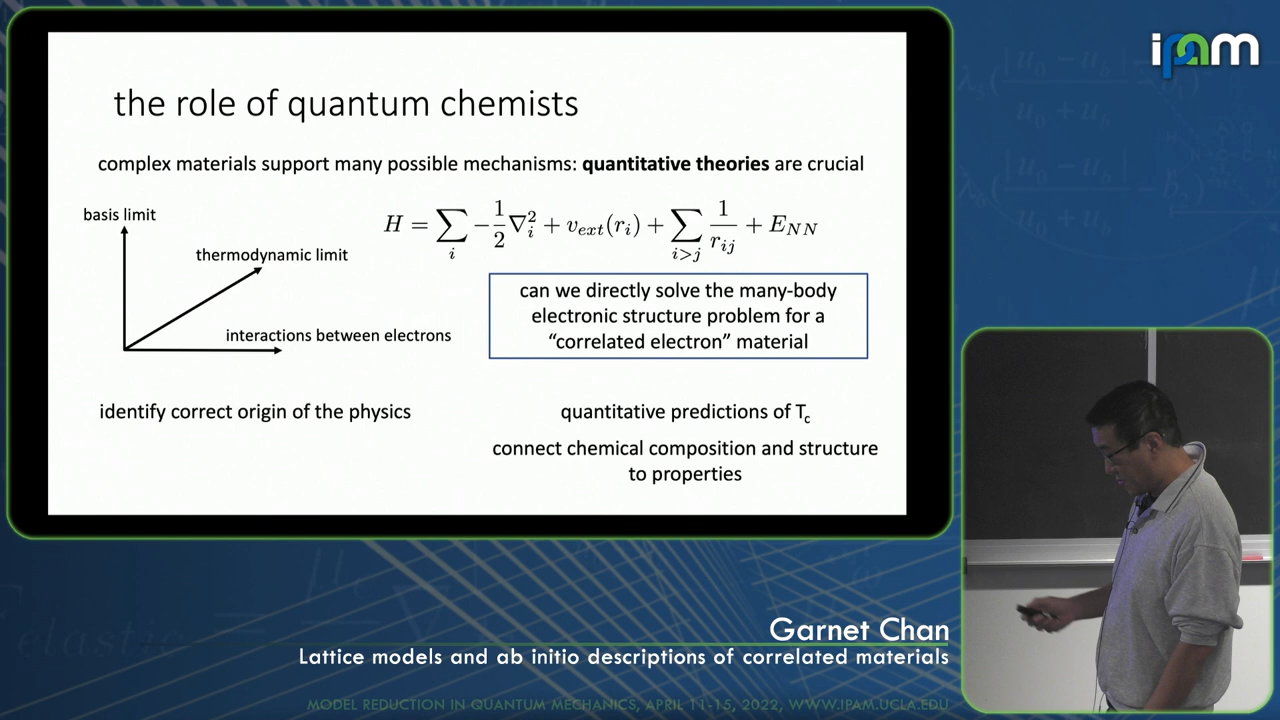 ipam
the role of quantum chemists
complex materials support many possible mechanisms: quantitative theories are crucial
basis limit
thermodynamic limit
interactions between electrons
H = ∑_i −1/2 ∇_i^2 + v_ext(r_i) + ∑_{i>j} 1/r_ij + E_NN
can we directly solve the many-body
electronic structure problem for a
“correlated electron” material
identify correct origin of the physics
quantitative predictions of T_c
connect chemical composition and structure
to properties
Garnet Chan
Lattice models and ab initio descriptions of correlated materials
MODEL REDUCTION IN QUANTUM MECHANICS, APRIL 11-15, 2022, WWW.IPAM.UCLA.EDU